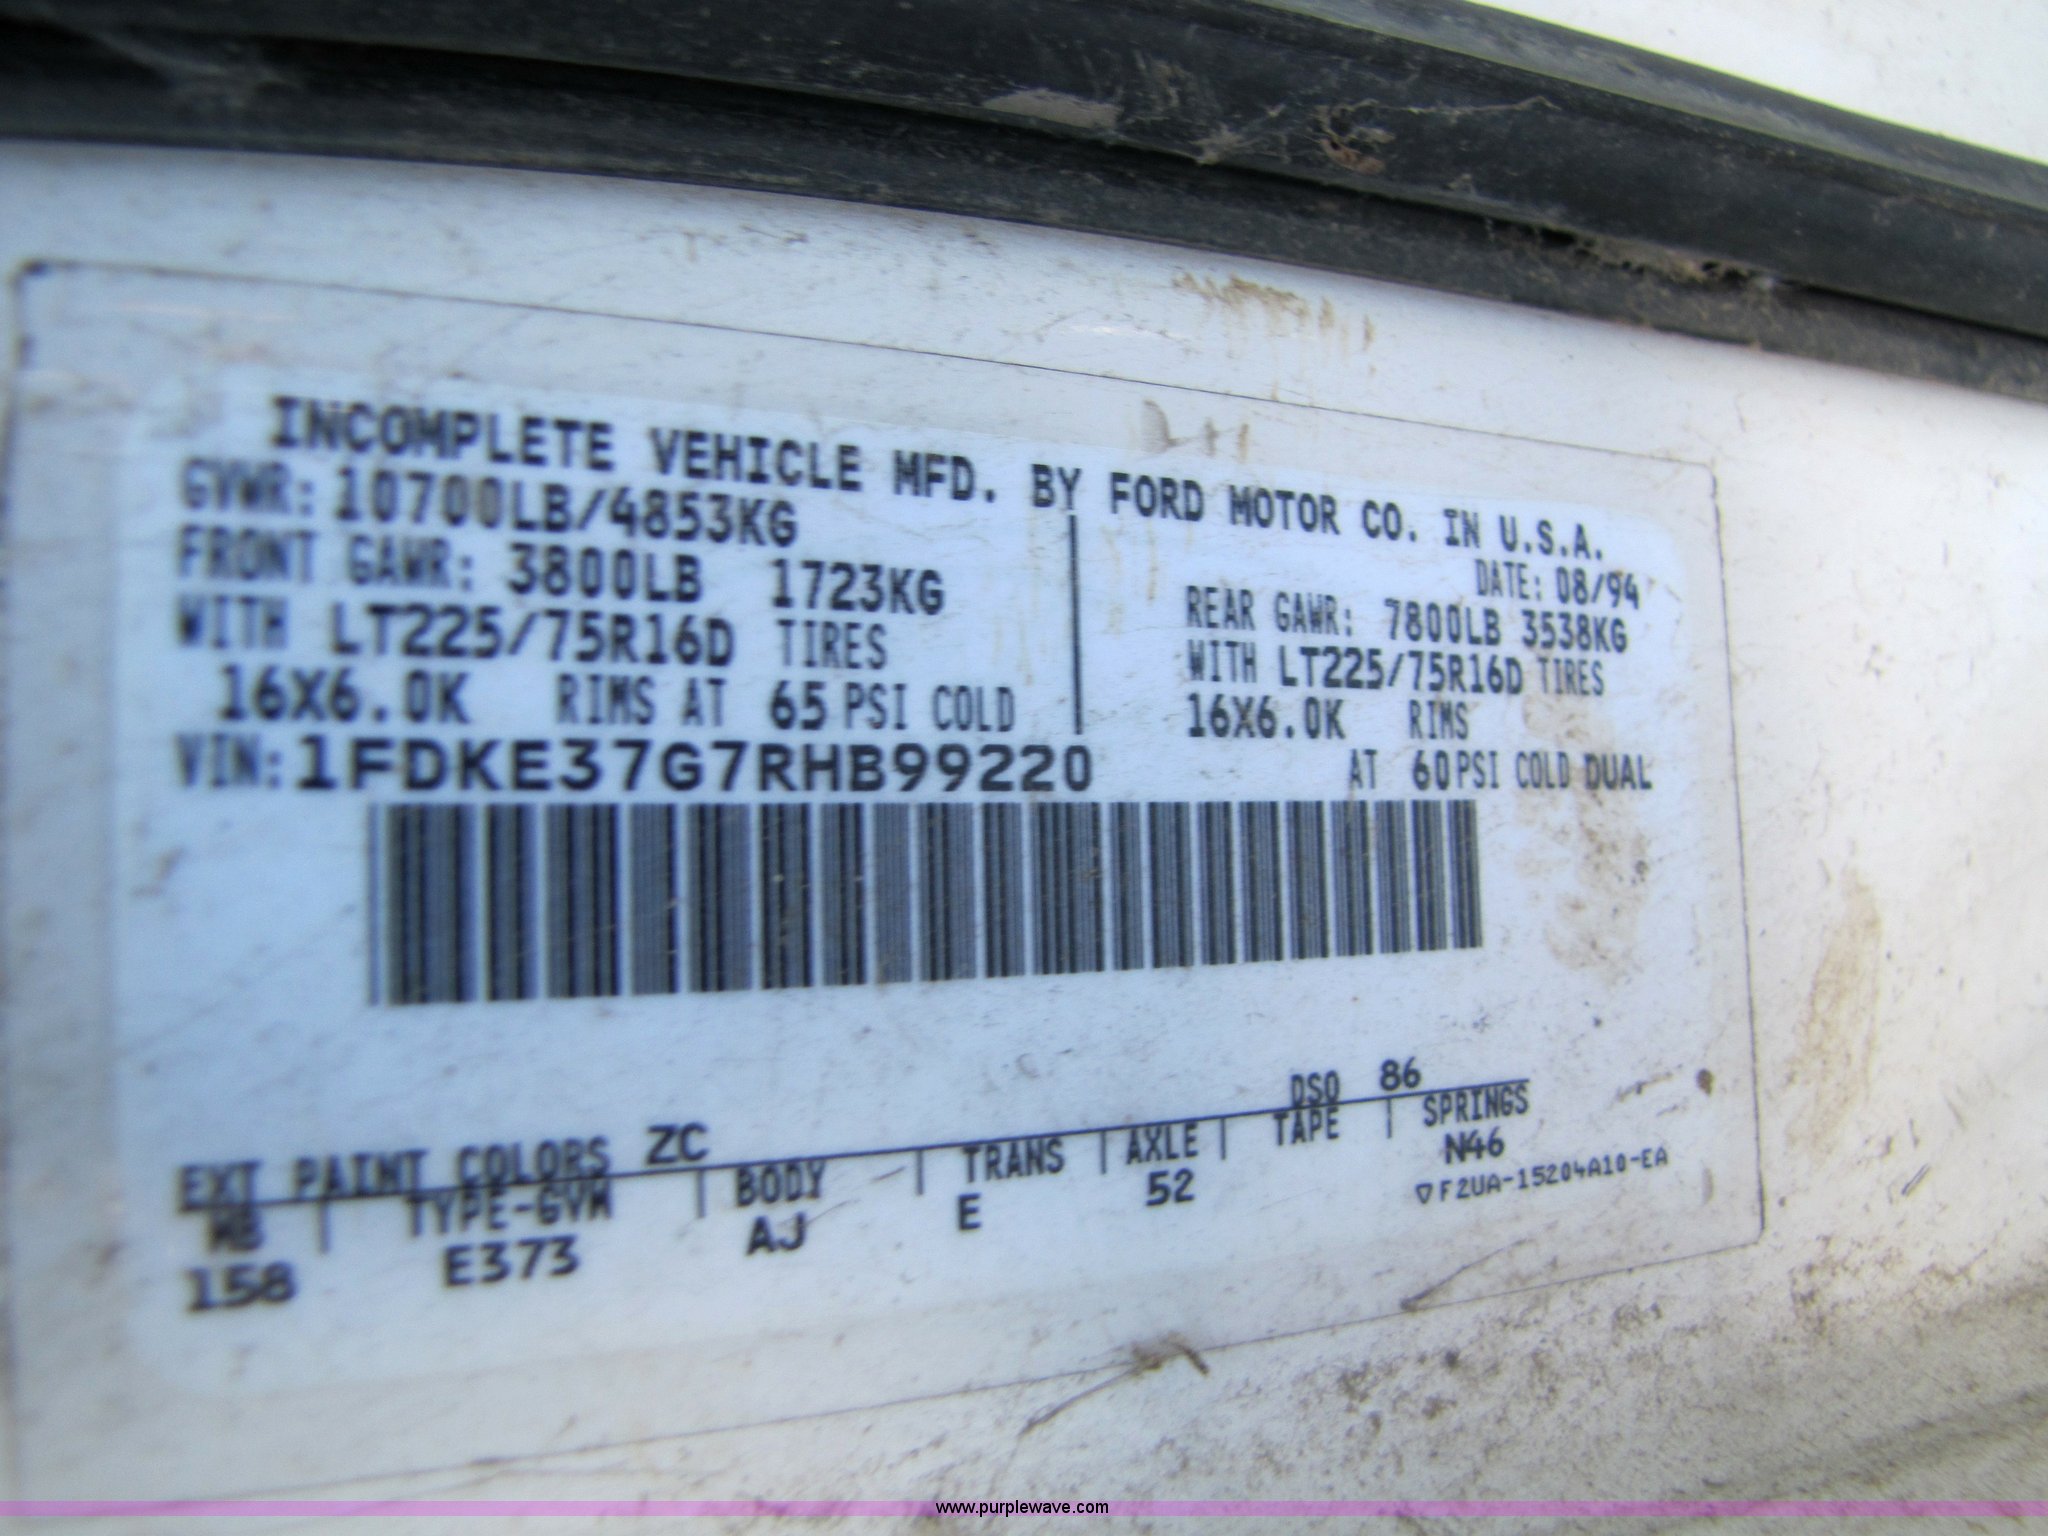 INCOMPLETE VEHICLE MFD. BY FORD MOTOR CO. IN U.S.A.
GVWR: 10700LB/4853KG
DATE: 08/94
FRONT GAWR: 3800LB 1723KG
REAR GAWR: 7800LB 3538KG
WITH LT225/75R16D TIRES
WITH LT225/75R16D TIRES
16X6.0K RIMS AT 65 PSI COLD
16X6.0K RIMS
VIN: 1FDKE37G7RHB99220
AT 60 PSI COLD DUAL
DSO 86
EXT PAINT COLORS ZC
WB | TYPE-GVM | BODY | TRANS | AXLE | TAPE | SPRINGS
158 E373 AJ E 52 N46
▽F2UA-15204A10-EA
www.purplewave.com